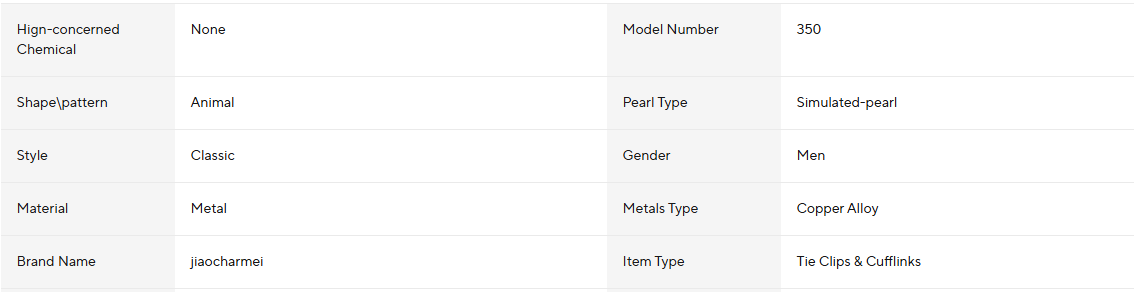 Hign-concerned
Chemical
None
Model Number
350
Shape\pattern
Animal
Pearl Type
Simulated-pearl
Style
Classic
Gender
Men
Material
Metal
Metals Type
Copper Alloy
Brand Name
jiaocharmei
Item Type
Tie Clips & Cufflinks